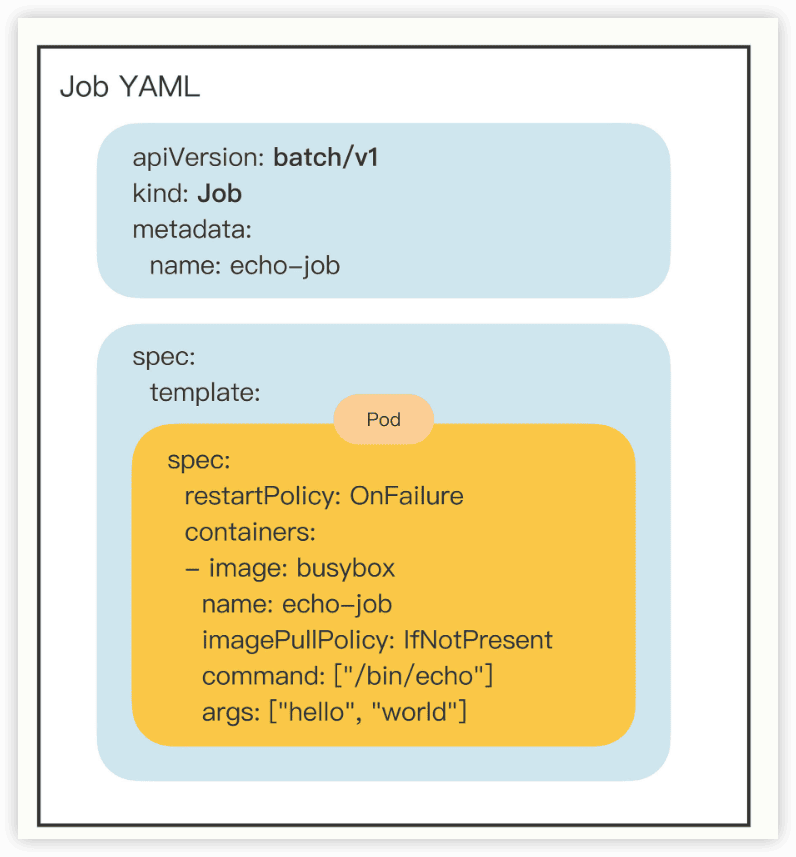 Job YAML
apiVersion: batch/v1
kind: Job
metadata:
  name: echo-job
spec:
  template:
Pod
spec:
  restartPolicy: OnFailure
  containers:
  - image: busybox
    name: echo-job
    imagePullPolicy: IfNotPresent
    command: ["/bin/echo"]
    args: ["hello", "world"]